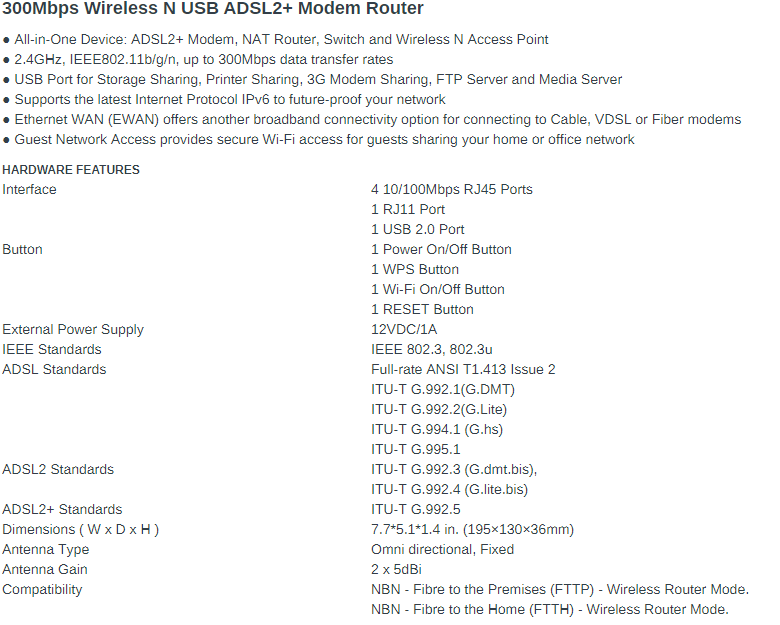 300Mbps Wireless N USB ADSL2+ Modem Router
● All-in-One Device: ADSL2+ Modem, NAT Router, Switch and Wireless N Access Point
● 2.4GHz, IEEE802.11b/g/n, up to 300Mbps data transfer rates
● USB Port for Storage Sharing, Printer Sharing, 3G Modem Sharing, FTP Server and Media Server
● Supports the latest Internet Protocol IPv6 to future-proof your network
● Ethernet WAN (EWAN) offers another broadband connectivity option for connecting to Cable, VDSL or Fiber modems
● Guest Network Access provides secure Wi-Fi access for guests sharing your home or office network
HARDWARE FEATURES
Interface 4 10/100Mbps RJ45 Ports
1 RJ11 Port
1 USB 2.0 Port
Button 1 Power On/Off Button
1 WPS Button
1 Wi-Fi On/Off Button
1 RESET Button
External Power Supply 12VDC/1A
IEEE Standards IEEE 802.3, 802.3u
ADSL Standards Full-rate ANSI T1.413 Issue 2
ITU-T G.992.1(G.DMT)
ITU-T G.992.2(G.Lite)
ITU-T G.994.1 (G.hs)
ITU-T G.995.1
ADSL2 Standards ITU-T G.992.3 (G.dmt.bis),
ITU-T G.992.4 (G.lite.bis)
ADSL2+ Standards ITU-T G.992.5
Dimensions ( W x D x H ) 7.7*5.1*1.4 in. (195×130×36mm)
Antenna Type Omni directional, Fixed
Antenna Gain 2 x 5dBi
Compatibility NBN - Fibre to the Premises (FTTP) - Wireless Router Mode.
NBN - Fibre to the Home (FTTH) - Wireless Router Mode.